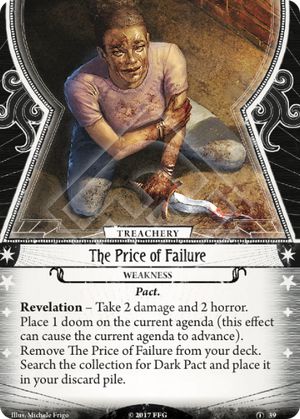 TREACHERY
The Price of Failure
WEAKNESS
Pact.
Revelation – Take 2 damage and 2 horror.
Place 1 doom on the current agenda (this effect
can cause the current agenda to advance).
Remove The Price of Failure from your deck.
Search the collection for Dark Pact and place it
in your discard pile.
Illus. Michale Frigo © 2017 FFG 39